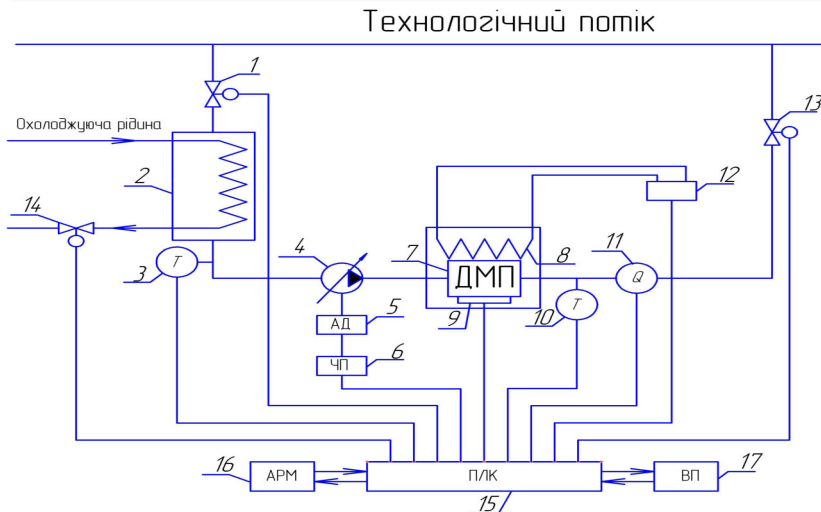 Технологічний потік
1
13
Охолоджуюча рідина
2
12
14
4
7
8
11
3
Т
ДМП
Q
5
АД
9
10
Т
6
ЧП
16
АРМ
ПЛК
ВП
17
15